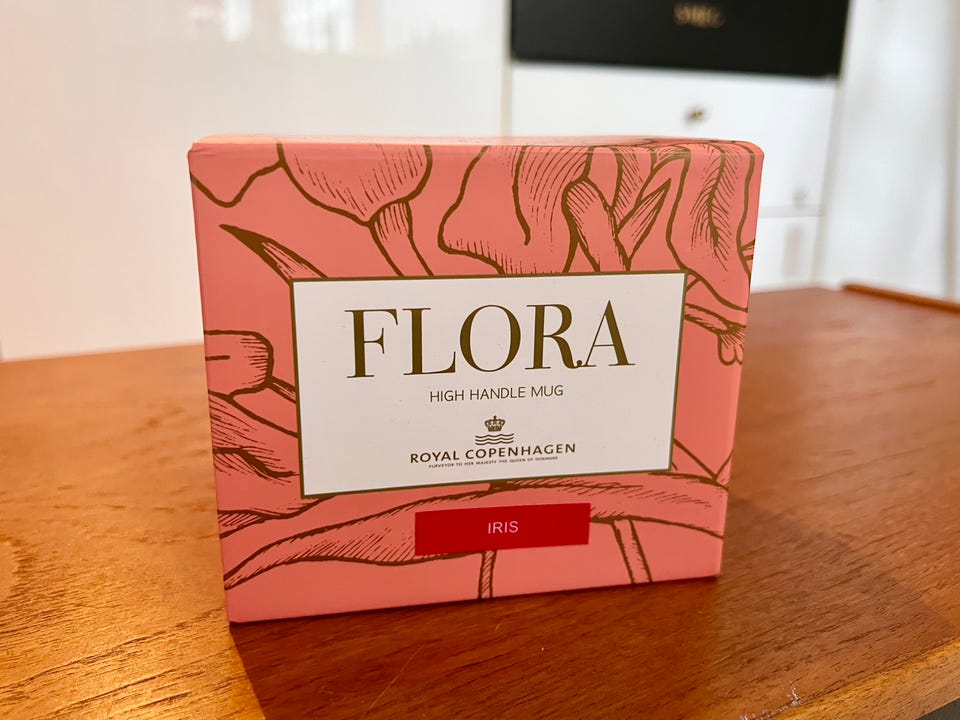 FLORA
HIGH HANDLE MUG
ROYAL COPENHAGEN
PURVEYOR TO HER MAJESTY THE QUEEN OF DENMARK
IRIS